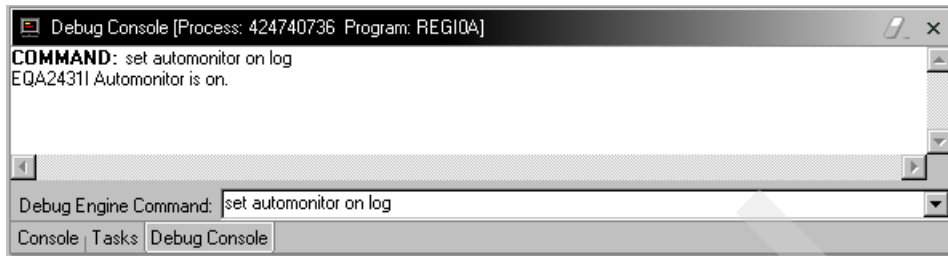 Debug Console [Process: 424740736 Program: REGI0A]
COMMAND: set automonitor on log
EQA2431I Automonitor is on.
Debug Engine Command: set automonitor on log
Console Tasks Debug Console